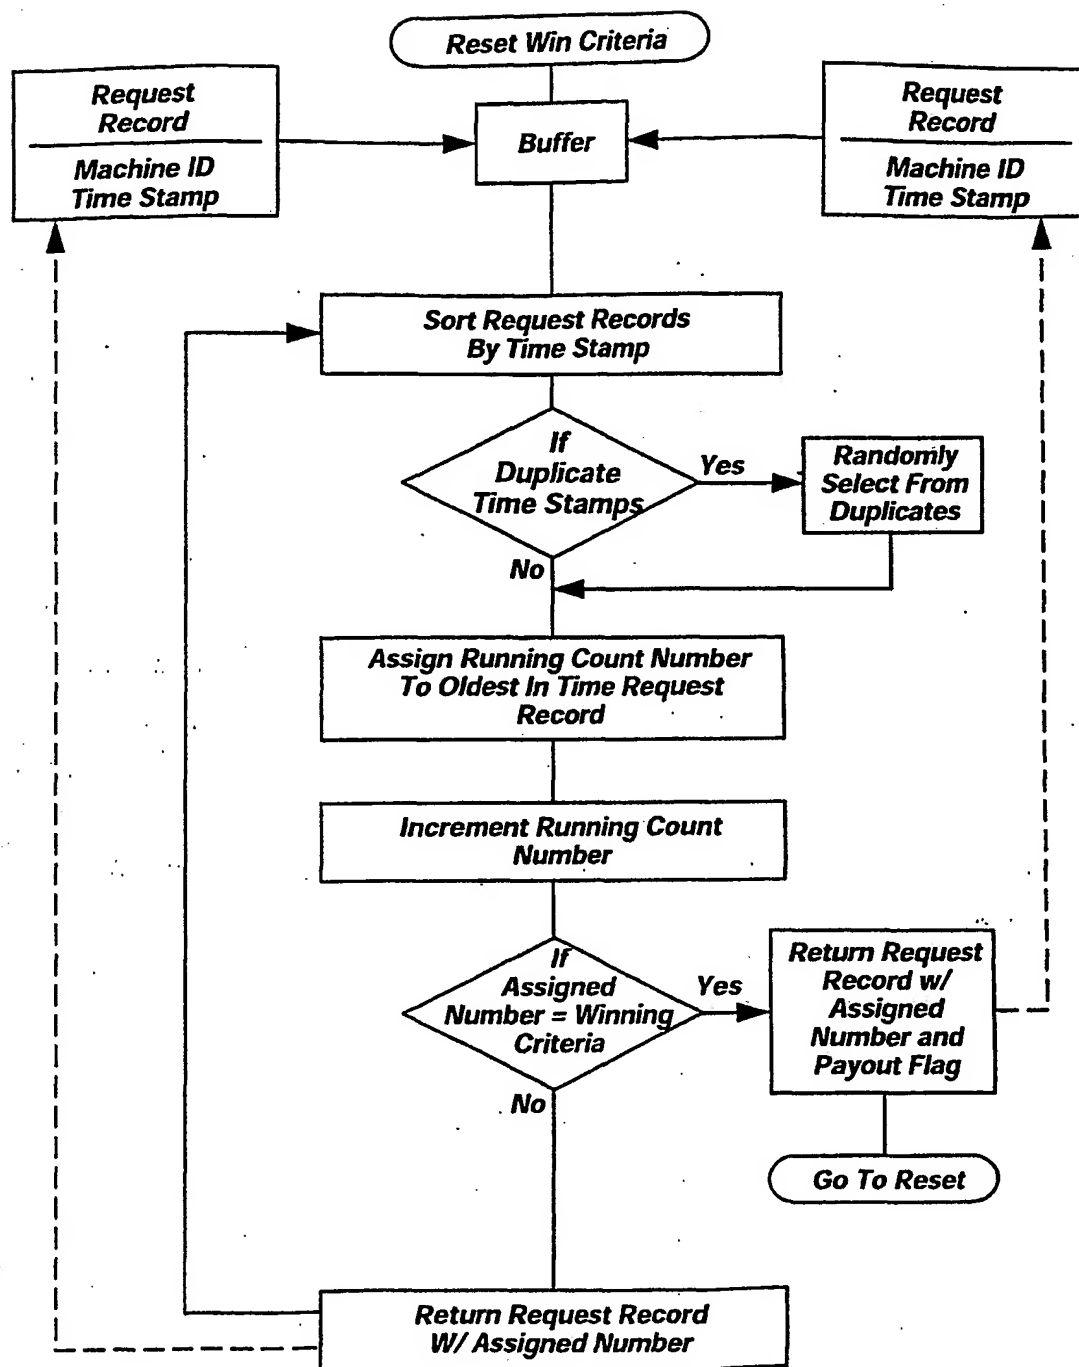 Reset Win Criteria
Request
Record
Machine ID
Time Stamp
Buffer
Request
Record
Machine ID
Time Stamp
Sort Request Records
By Time Stamp
If
Duplicate
Time Stamps
Yes
Randomly
Select From
Duplicates
No
Assign Running Count Number
To Oldest In Time Request
Record
Increment Running Count
Number
If
Assigned
Number = Winning
Criteria
Yes
Return Request
Record w/
Assigned
Number and
Payout Flag
No
Go To Reset
Return Request Record
W/ Assigned Number